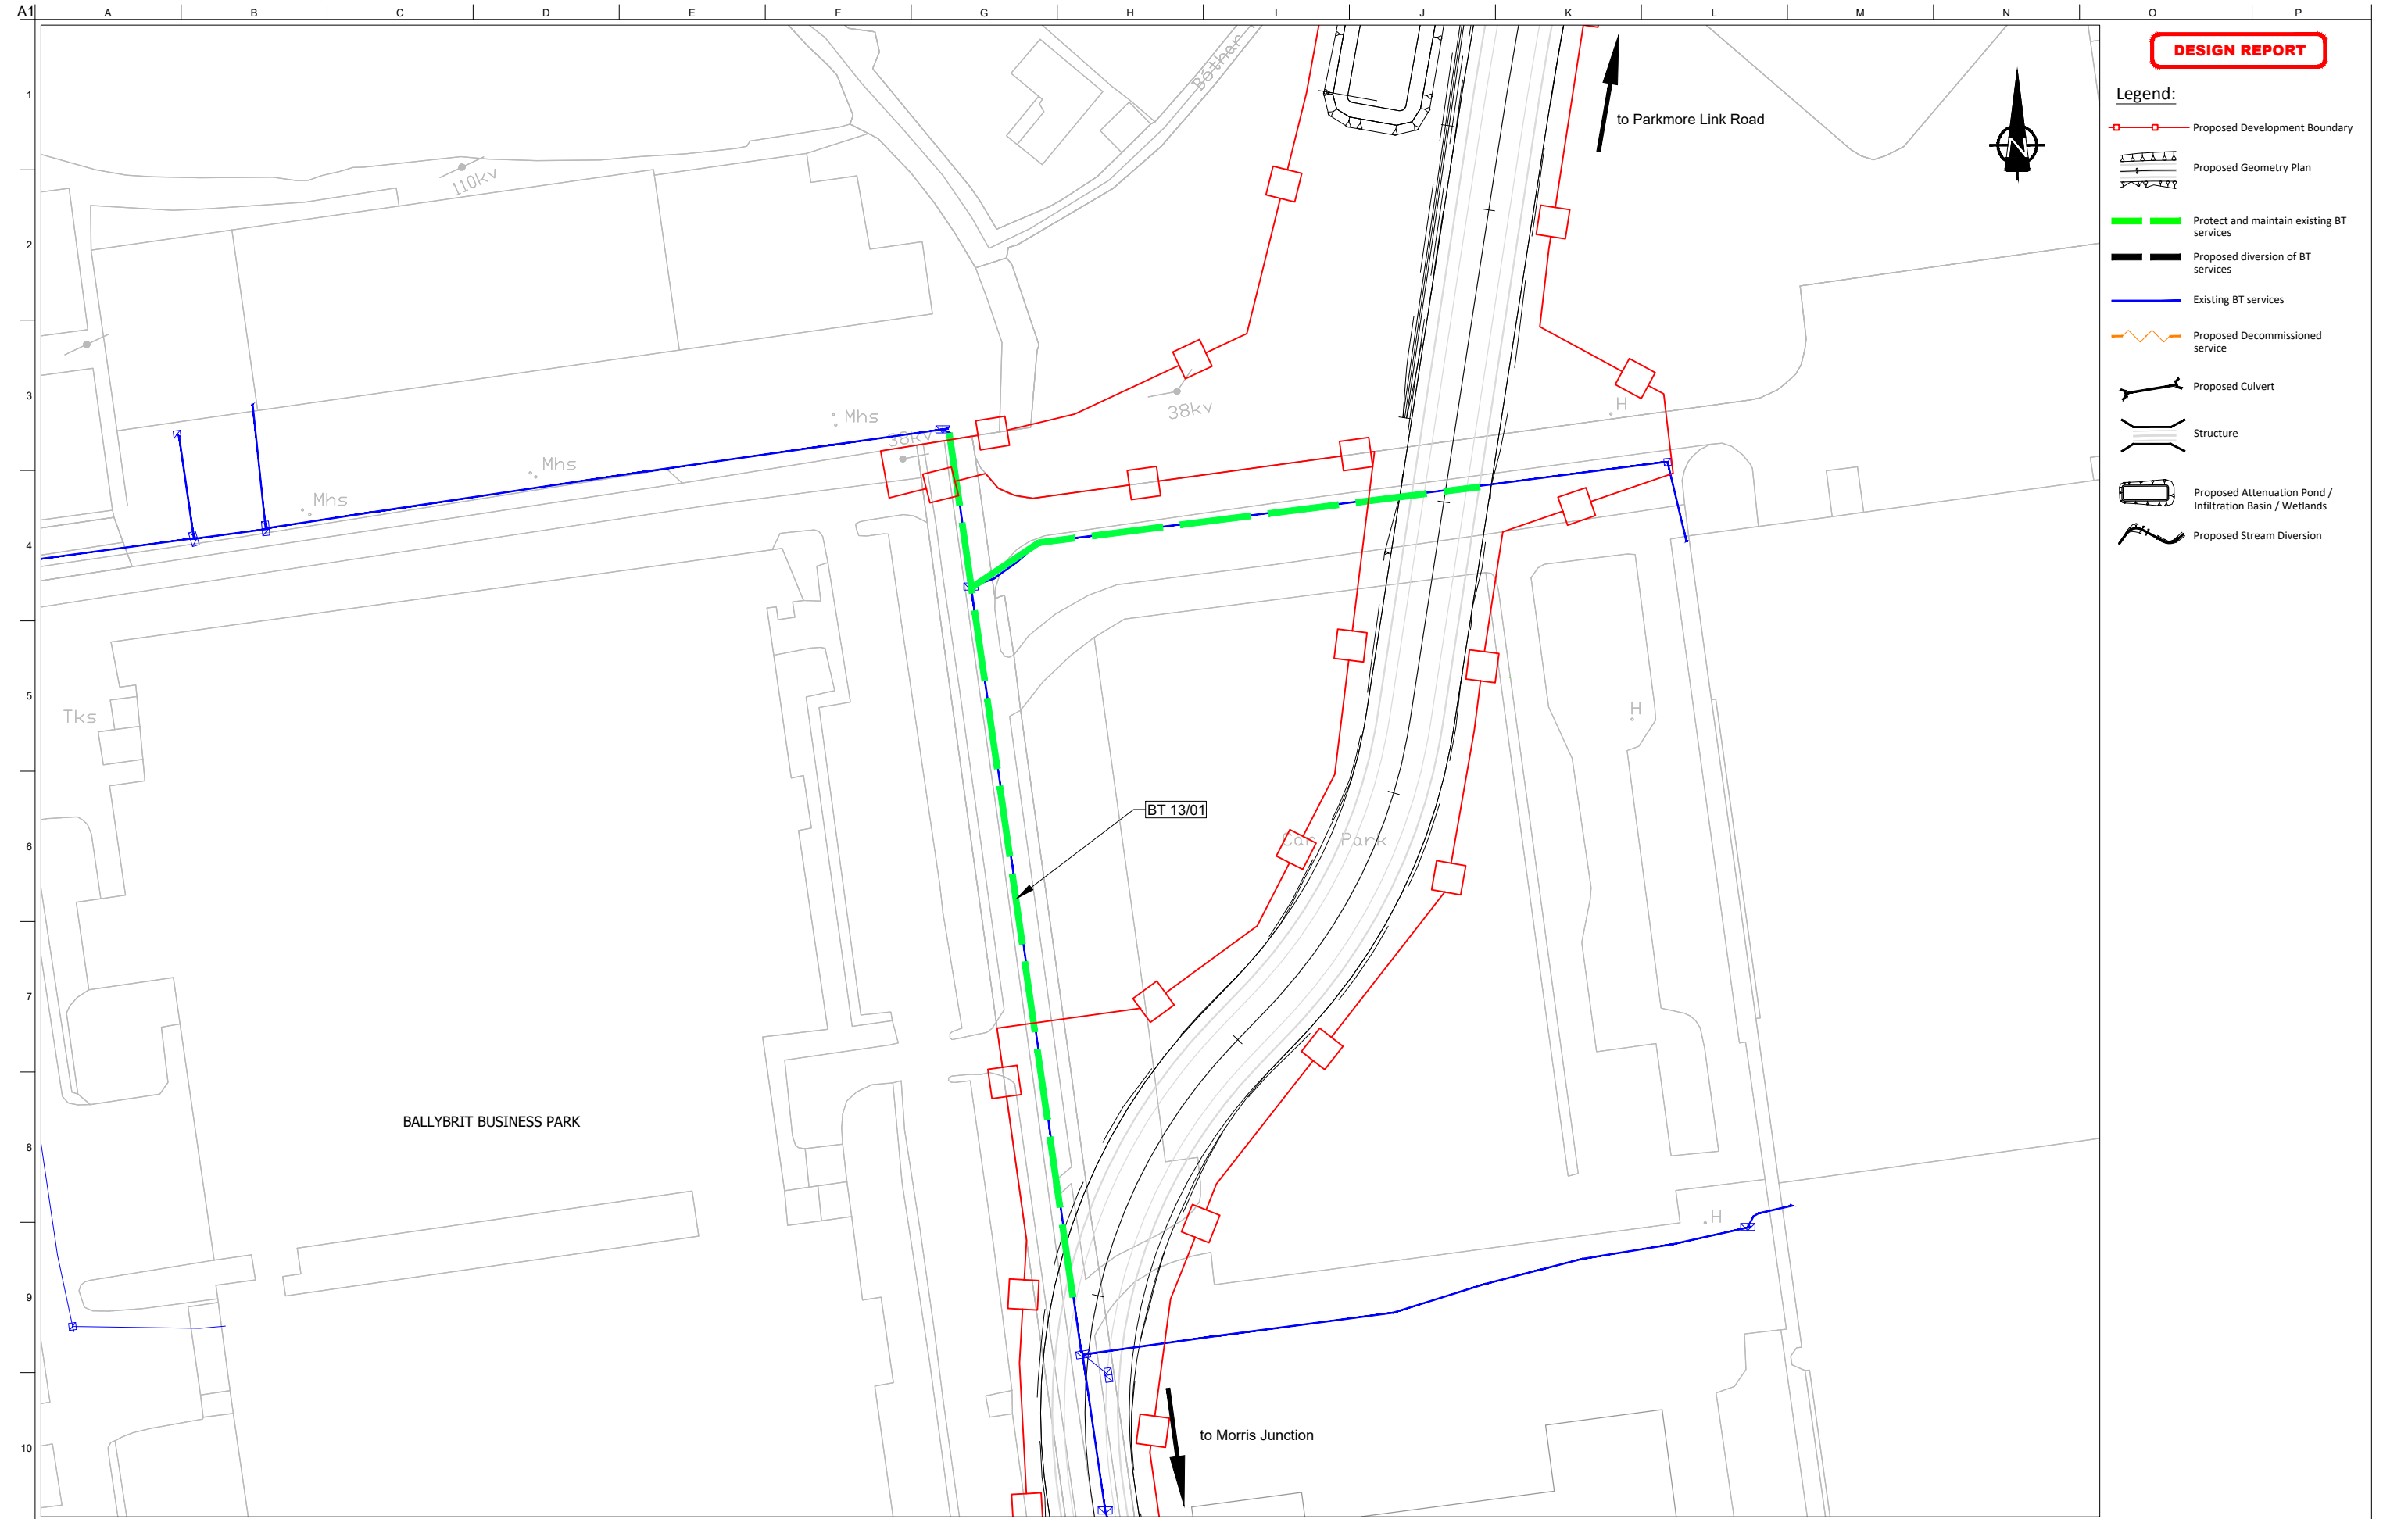 A1
A B C D E F G H I J K L M N O P
1
2
3
4
5
6
7
8
9
10
DESIGN REPORT
Legend:
Proposed Development Boundary
Proposed Geometry Plan
Protect and maintain existing BT
services
Proposed diversion of BT
services
Existing BT services
Proposed Decommissioned
service
Proposed Culvert
Structure
Proposed Attenuation Pond /
Infiltration Basin / Wetlands
Proposed Stream Diversion
N
Bóthar
to Parkmore Link Road
110kv
38kv
H
Mhs
38kv
Mhs
Mhs
Tks
H
BT 13/01
Car Park
BALLYBRIT BUSINESS PARK
H
to Morris Junction